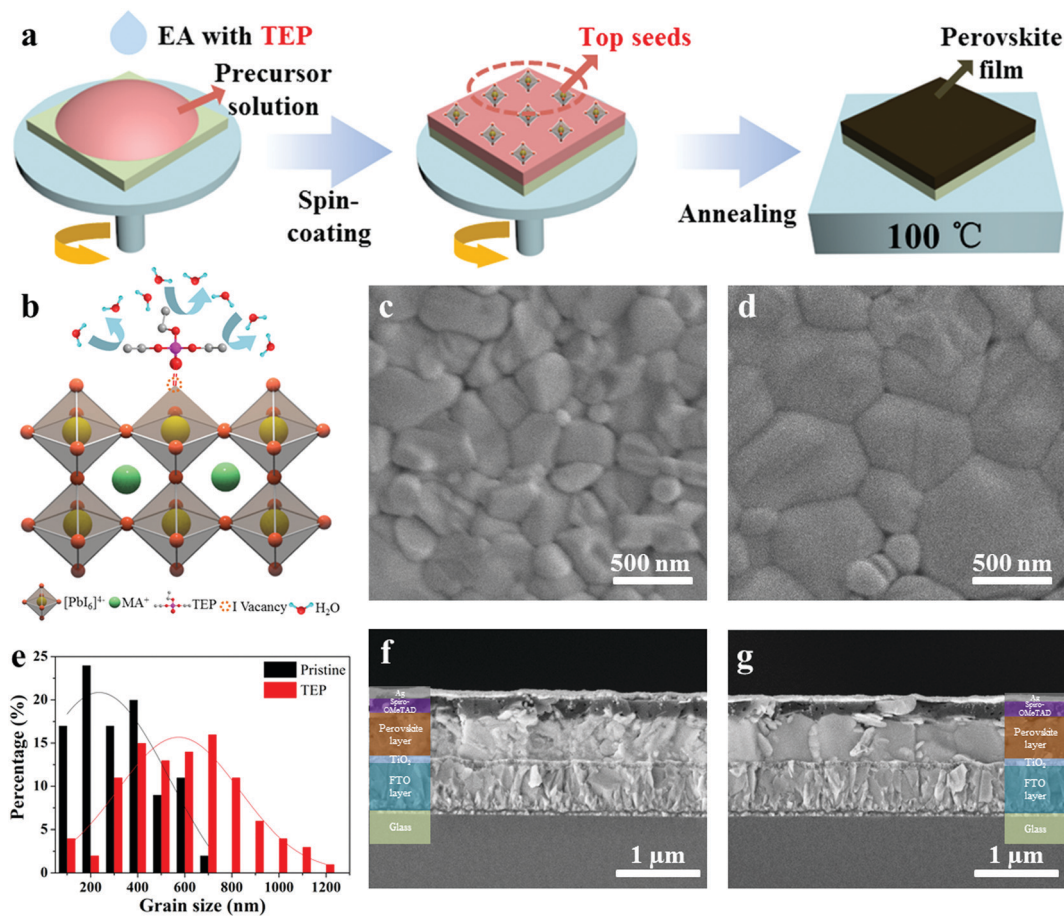 a
EA with TEP
Precursor
solution
Spin-
coating
Top seeds
Annealing
Perovskite
film
100 ℃
b
[PbI₆]⁴⁻
MA⁺
TEP
I Vacancy
H₂O
c
500 nm
d
500 nm
e
Pristine
TEP
Percentage (%)
25
20
15
10
5
0
200 400 600 800 1000 1200
Grain size (nm)
f
Ag
Spiro-
OMeTAD
Perovskite
layer
TiO₂
FTO
layer
Glass
1 μm
g
Ag
Spiro-
OMeTAD
Perovskite
layer
TiO₂
FTO
layer
Glass
1 μm